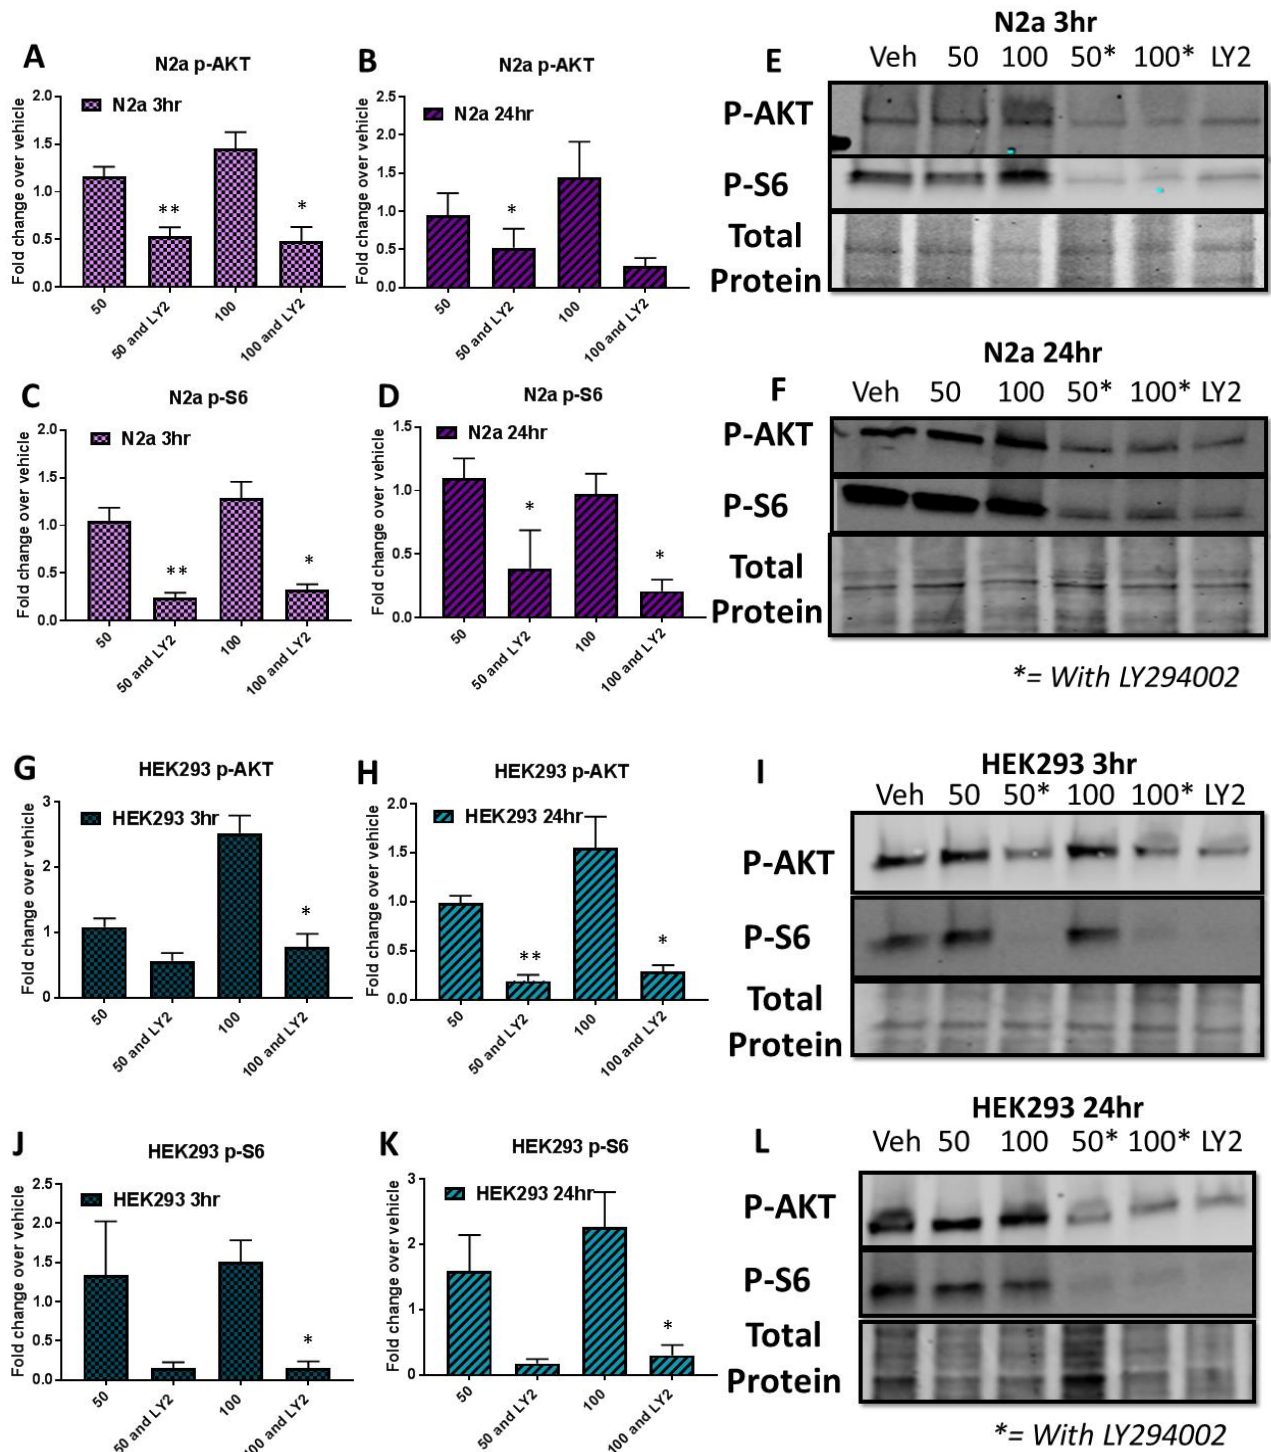 A
N2a p-AKT
Fold change over vehicle
2.0
1.5
1.0
0.5
0.0
N2a 3hr
**
*
50
50 and LY2
100
100 and LY2
B
N2a p-AKT
Fold change over vehicle
2.5
2.0
1.5
1.0
0.5
0.0
N2a 24hr
*
50
50 and LY2
100
100 and LY2
E
N2a 3hr
Veh 50 100 50* 100* LY2
P-AKT
P-S6
Total
Protein
C
N2a p-S6
Fold change over vehicle
2.0
1.5
1.0
0.5
0.0
N2a 3hr
**
*
50
50 and LY2
100
100 and LY2
D
N2a p-S6
Fold change over vehicle
1.5
1.0
0.5
0.0
N2a 24hr
*
*
50
50 and LY2
100
100 and LY2
F
N2a 24hr
Veh 50 100 50* 100* LY2
P-AKT
P-S6
Total
Protein
*= With LY294002
G
HEK293 p-AKT
Fold change over vehicle
3
2
1
0
HEK293 3hr
*
50
50 and LY2
100
100 and LY2
H
HEK293 p-AKT
Fold change over vehicle
2.0
1.5
1.0
0.5
0.0
HEK293 24hr
**
*
50
50 and LY2
100
100 and LY2
I
HEK293 3hr
Veh 50 50* 100 100* LY2
P-AKT
P-S6
Total
Protein
J
HEK293 p-S6
Fold change over vehicle
2.5
2.0
1.5
1.0
0.5
0.0
HEK293 3hr
*
50
50 and LY2
100
100 and LY2
K
HEK293 p-S6
Fold change over vehicle
3
2
1
0
HEK293 24hr
*
50
50 and LY2
100
100 and LY2
L
HEK293 24hr
Veh 50 100 50* 100* LY2
P-AKT
P-S6
Total
Protein
*= With LY294002